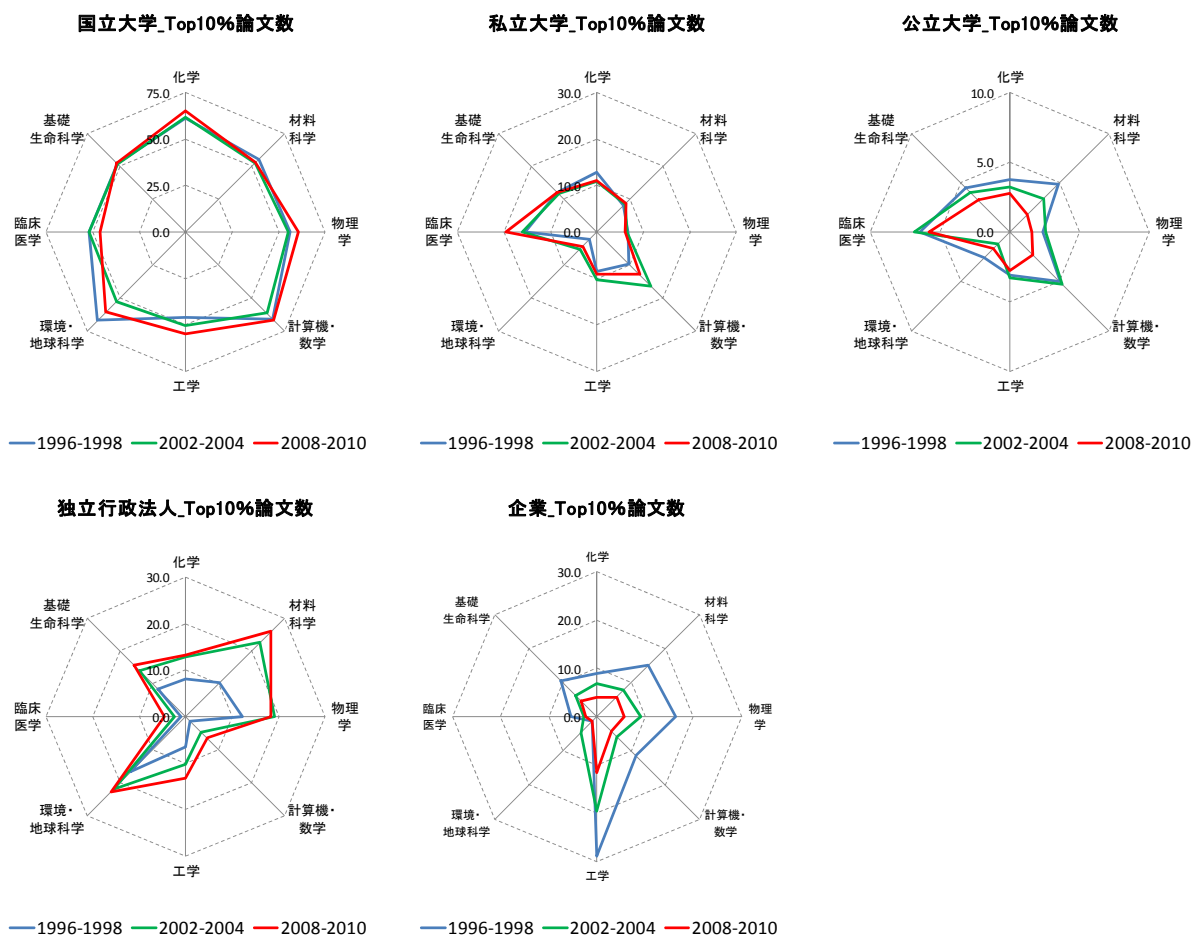 国立大学_Top10%論文数
化学
75.0
材料
科学
基礎
生命科学
50.0
25.0
臨床
医学
0.0
物理
学
環境・
地球科学
計算機・
数学
工学
1996-1998 2002-2004 2008-2010
私立大学_Top10%論文数
化学
30.0
材料
科学
基礎
生命科学
20.0
10.0
臨床
医学
0.0
物理
学
環境・
地球科学
計算機・
数学
工学
1996-1998 2002-2004 2008-2010
公立大学_Top10%論文数
化学
10.0
材料
科学
基礎
生命科学
5.0
臨床
医学
0.0
物理
学
環境・
地球科学
計算機・
数学
工学
1996-1998 2002-2004 2008-2010
独立行政法人_Top10%論文数
化学
30.0
材料
科学
基礎
生命科学
20.0
10.0
臨床
医学
0.0
物理
学
環境・
地球科学
計算機・
数学
工学
1996-1998 2002-2004 2008-2010
企業_Top10%論文数
化学
30.0
材料
科学
基礎
生命科学
20.0
10.0
臨床
医学
0.0
物理
学
環境・
地球科学
計算機・
数学
工学
1996-1998 2002-2004 2008-2010